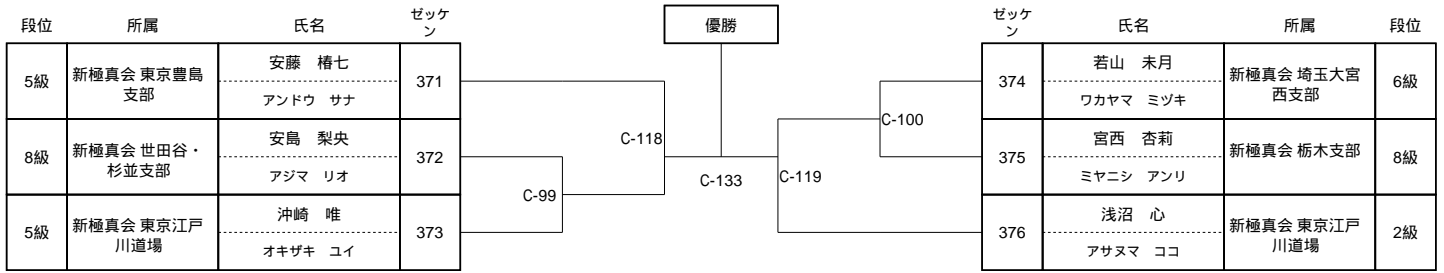 段位 所属 氏名 ゼッケン
5級 新極真会 東京豊島支部 安藤 椿七 371
アンドウ サナ
8級 新極真会 世田谷・杉並支部 安島 梨央 372
アジマ リオ
5級 新極真会 東京江戸川道場 沖崎 唯 373
オキザキ ユイ
C-118
C-99
優勝
C-133
C-119
C-100
ゼッケン 氏名 所属 段位
374 若山 未月 新極真会 埼玉大宮西支部 6級
ワカヤマ ミヅキ
375 宮西 杏莉 新極真会 栃木支部 8級
ミヤニシ アンリ
376 浅沼 心 新極真会 東京江戸川道場 2級
アサヌマ ココ